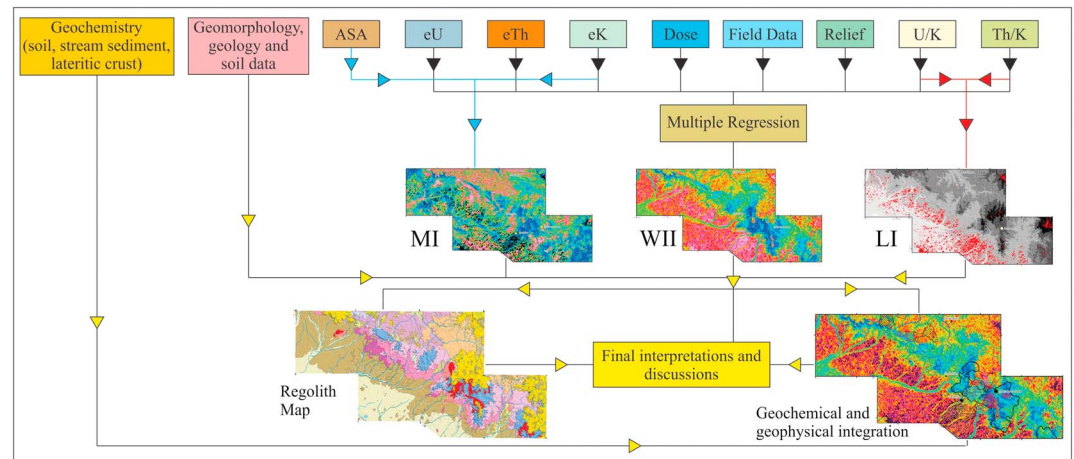 Geochemistry
(soil, stream sediment,
lateritic crust)
Geomorphology,
geology and
soil data
ASA
eU
eTh
eK
Dose
Field Data
Relief
U/K
Th/K
Multiple Regression
MI
WII
LI
Regolith
Map
Final interpretations and
discussions
Geochemical and
geophysical integration